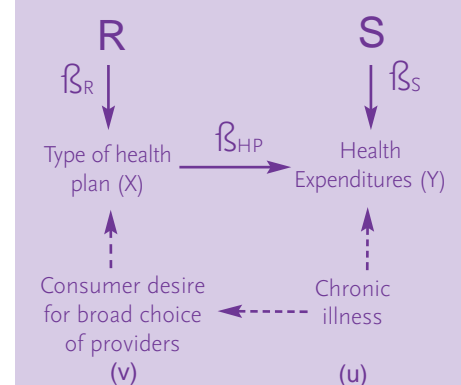 R
S
ßR
ßS
Type of health
plan (X)
ßHP
Health
Expenditures (Y)
Consumer desire
for broad choice
of providers
(v)
Chronic
illness
(u)